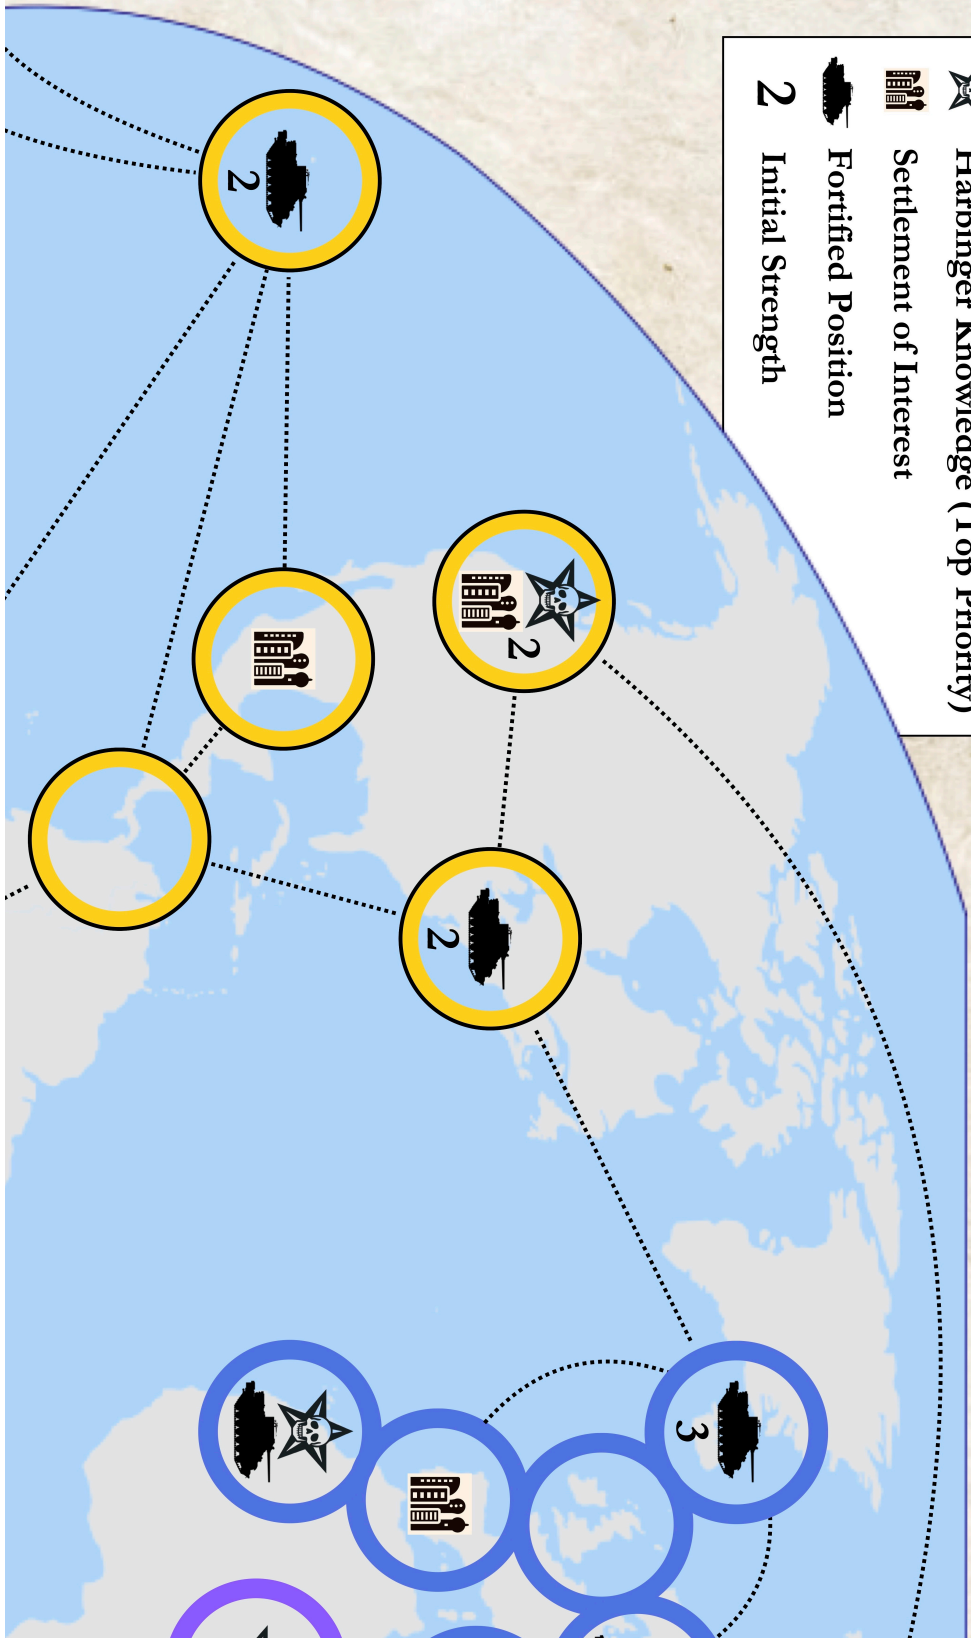 Harbinger Knowledge (Top Priority)
Settlement of Interest
Fortified Position
2 Initial Strength
2
2
2
3